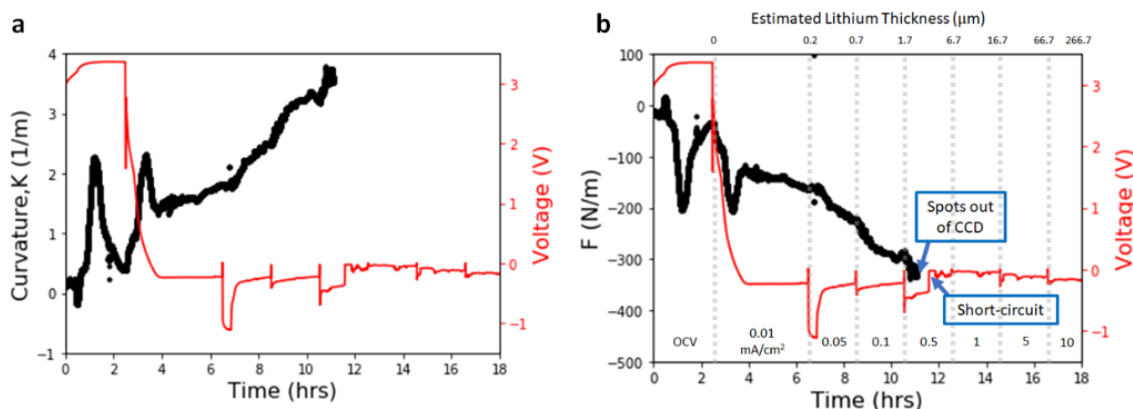 a
Curvature,K (1/m)
4
3
2
1
0
−1
0 2 4 6 8 10 12 14 16 18
Time (hrs)
3
2
1
0
−1
Voltage (V)
b
Estimated Lithium Thickness (μm)
0 0.2 0.7 1.7 6.7 16.7 66.7 266.7
F (N/m)
100
0
−100
−200
−300
−400
−500
Spots out
of CCD
Short-circuit
OCV 0.01 0.05 0.1 0.5 1 5 10
mA/cm²
0 2 4 6 8 10 12 14 16 18
Time (hrs)
3
2
1
0
−1
Voltage (V)